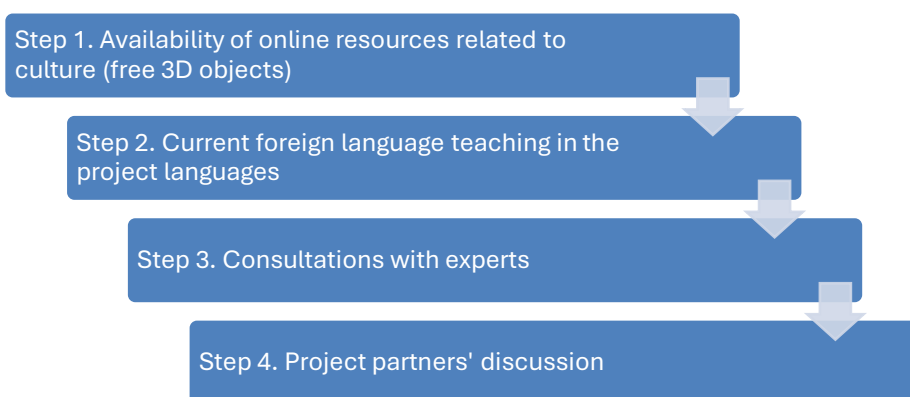 Step 1. Availability of online resources related to
culture (free 3D objects)
Step 2. Current foreign language teaching in the
project languages
Step 3. Consultations with experts
Step 4. Project partners' discussion